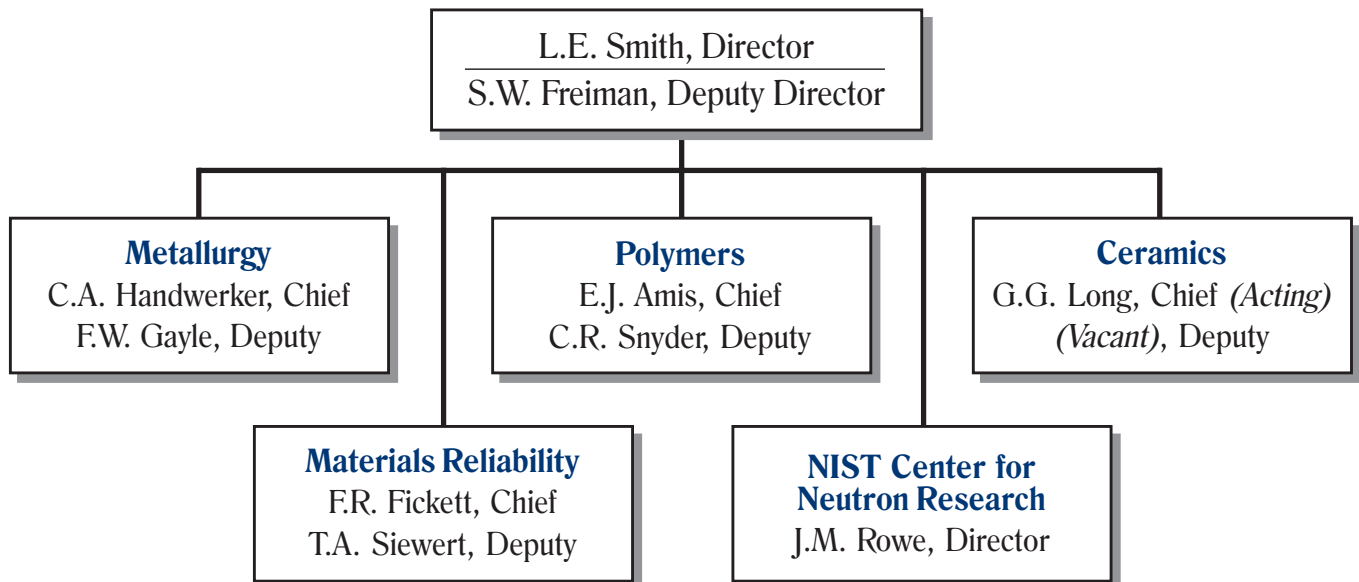 L.E. Smith, Director
S.W. Freiman, Deputy Director
Metallurgy
C.A. Handwerker, Chief
F.W. Gayle, Deputy
Polymers
E.J. Amis, Chief
C.R. Snyder, Deputy
Ceramics
G.G. Long, Chief (Acting)
(Vacant), Deputy
Materials Reliability
F.R. Fickett, Chief
T.A. Siewert, Deputy
NIST Center for
Neutron Research
J.M. Rowe, Director